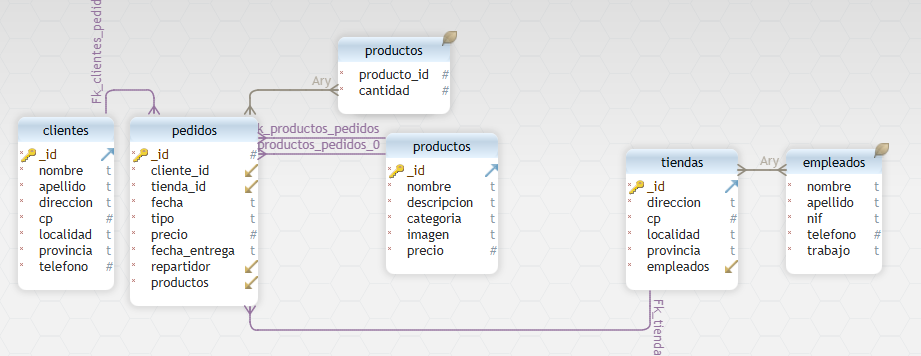 Fk_clientes_pedid
productos
producto_id #
cantidad #
Ary
clientes
_id
nombre t
apellido t
direccion t
cp #
localidad t
provincia t
telefono #
pedidos
_id #
cliente_id
tienda_id
fecha t
tipo t
precio #
fecha_entrega t
repartidor
productos
k_productos_pedidos
productos_pedidos_0
productos
_id
nombre t
descripcion t
categoria t
imagen t
precio #
tiendas
_id
direccion t
cp #
localidad t
provincia t
empleados
Ary
empleados
nombre t
apellido t
nif t
telefono #
trabajo t
Fk_tienda